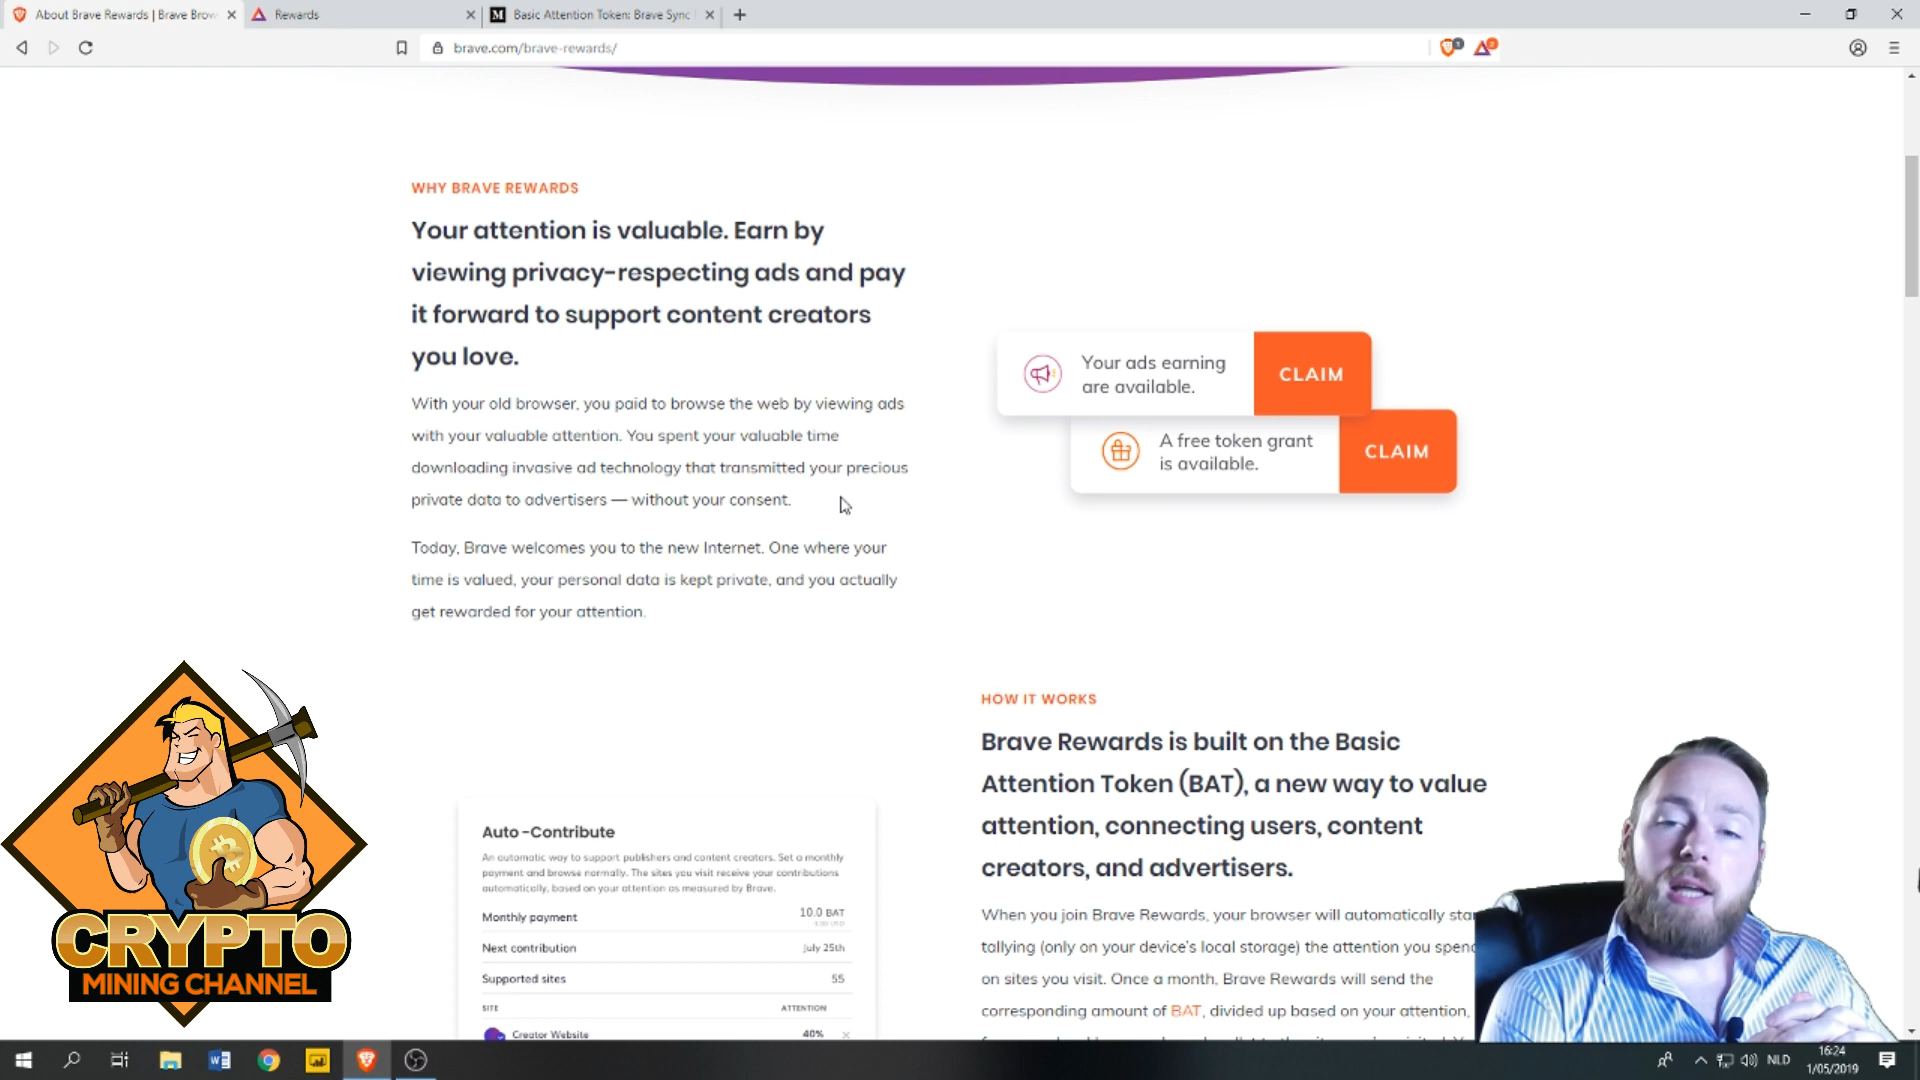 About Brave Rewards | Brave Brow
Rewards
Basic Attention Token: Brave Sync
brave.com/brave-rewards/
WHY BRAVE REWARDS
Your attention is valuable. Earn by
viewing privacy-respecting ads and pay
it forward to support content creators
you love.
With your old browser, you paid to browse the web by viewing ads
with your valuable attention. You spent your valuable time
downloading invasive ad technology that transmitted your precious
private data to advertisers — without your consent.
Today, Brave welcomes you to the new Internet. One where your
time is valued, your personal data is kept private, and you actually
get rewarded for your attention.
Your ads earning
are available.
CLAIM
A free token grant
is available.
CLAIM
HOW IT WORKS
Brave Rewards is built on the Basic
Attention Token (BAT), a new way to value
attention, connecting users, content
creators, and advertisers.
When you join Brave Rewards, your browser will automatically star
tallying (only on your device's local storage) the attention you spend
on sites you visit. Once a month, Brave Rewards will send the
corresponding amount of BAT, divided up based on your attention,
Auto-Contribute
An automatic way to support publishers and content creators. Set a monthly
payment and browse normally. The sites you visit receive your contributions
automatically, based on your attention as measured by Brave.
Monthly payment
10.0 BAT
Next contribution
July 25th
Supported sites
55
SITE
ATTENTION
Creator Website
40%
CRYPTO
MINING CHANNEL
NLD
16:24
1/05/2019